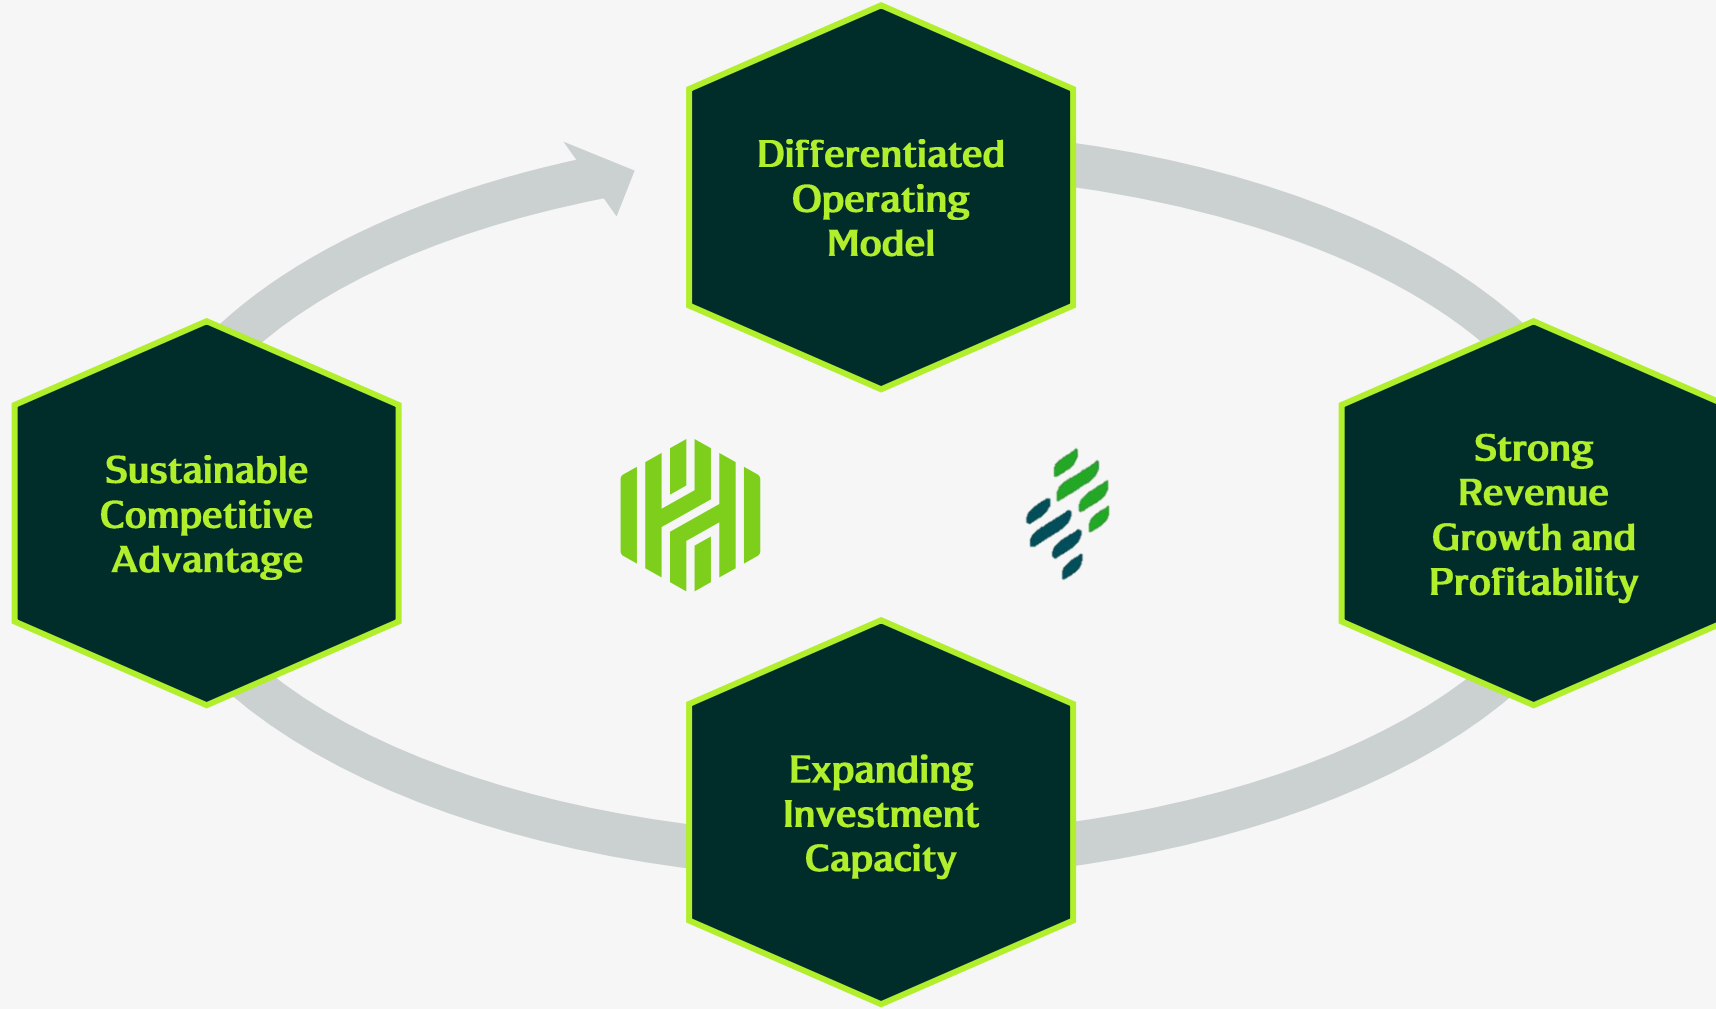 Differentiated
Operating
Model
Sustainable
Competitive
Advantage
Strong
Revenue
Growth and
Profitability
Expanding
Investment
Capacity